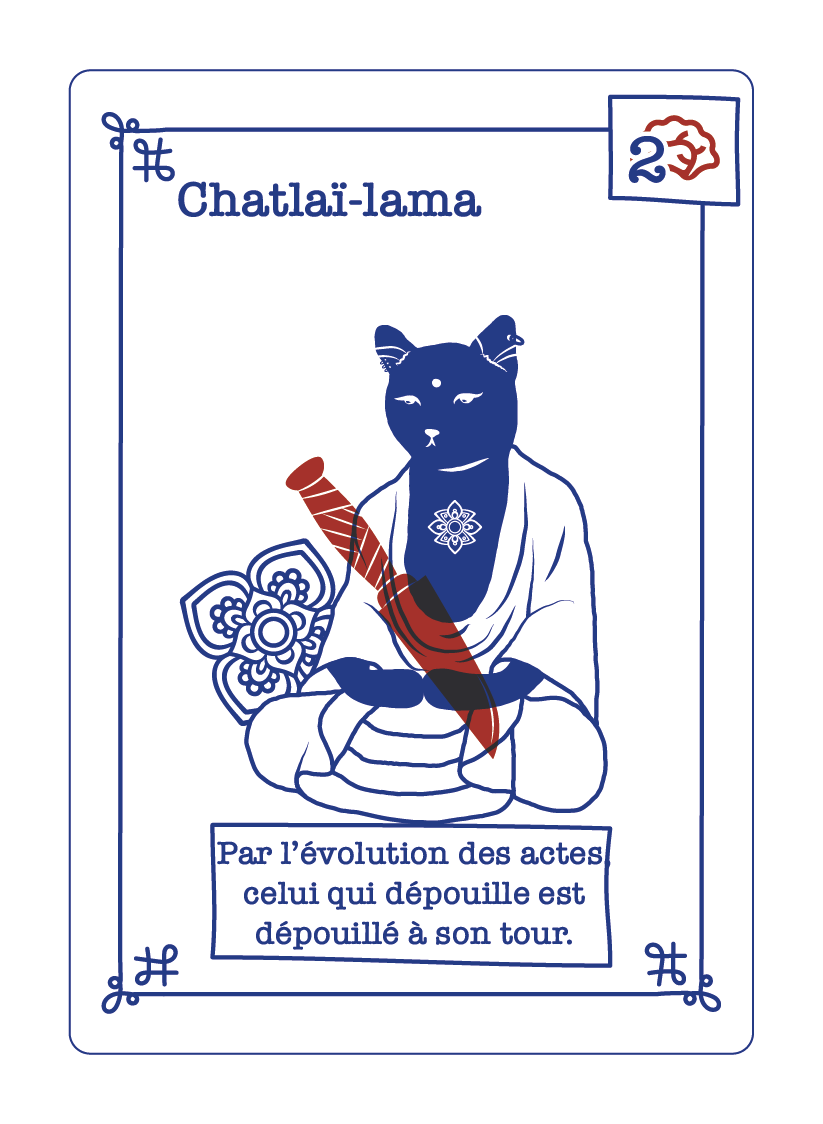 2
Chatlaï-lama
Par l'évolution des actes,
celui qui dépouille est
dépouillé à son tour.